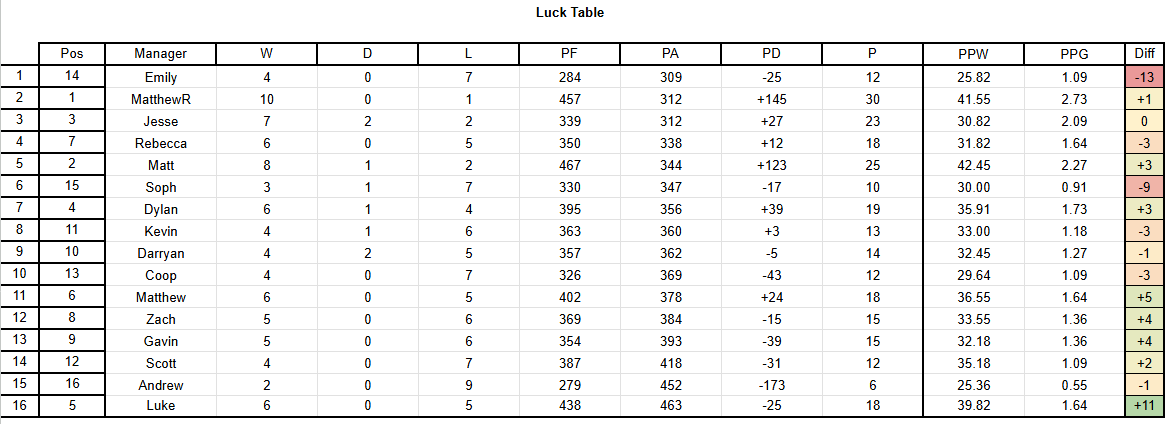 Luck Table
Pos Manager W D L PF PA PD P PPW PPG Diff
1 14 Emily 4 0 7 284 309 -25 12 25.82 1.09 -13
2 1 MatthewR 10 0 1 457 312 +145 30 41.55 2.73 +1
3 3 Jesse 7 2 2 339 312 +27 23 30.82 2.09 0
4 7 Rebecca 6 0 5 350 338 +12 18 31.82 1.64 -3
5 2 Matt 8 1 2 467 344 +123 25 42.45 2.27 +3
6 15 Soph 3 1 7 330 347 -17 10 30.00 0.91 -9
7 4 Dylan 6 1 4 395 356 +39 19 35.91 1.73 +3
8 11 Kevin 4 1 6 363 360 +3 13 33.00 1.18 -3
9 10 Darryan 4 2 5 357 362 -5 14 32.45 1.27 -1
10 13 Coop 4 0 7 326 369 -43 12 29.64 1.09 -3
11 6 Matthew 6 0 5 402 378 +24 18 36.55 1.64 +5
12 8 Zach 5 0 6 369 384 -15 15 33.55 1.36 +4
13 9 Gavin 5 0 6 354 393 -39 15 32.18 1.36 +4
14 12 Scott 4 0 7 387 418 -31 12 35.18 1.09 +2
15 16 Andrew 2 0 9 279 452 -173 6 25.36 0.55 -1
16 5 Luke 6 0 5 438 463 -25 18 39.82 1.64 +11